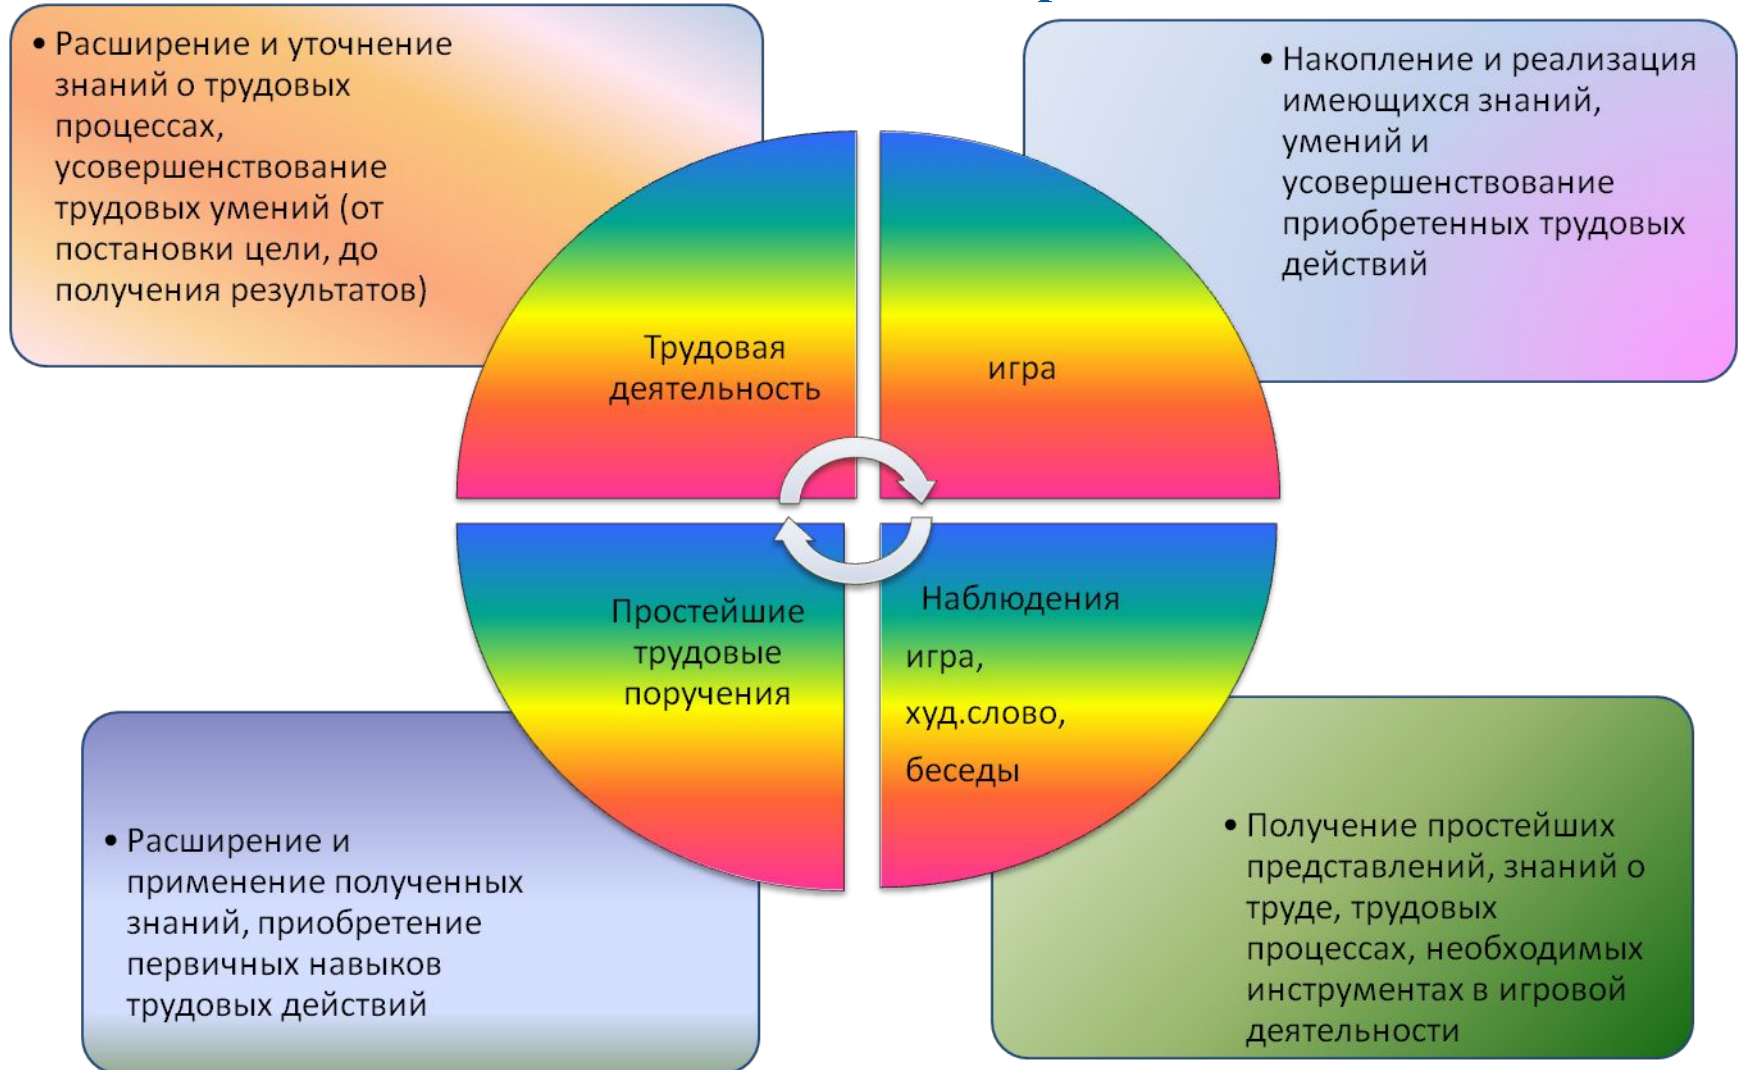 • Расширение и уточнение
знаний о трудовых
процессах,
усовершенствование
трудовых умений (от
постановки цели, до
получения результатов)
• Накопление и реализация
имеющихся знаний,
умений и
усовершенствование
приобретенных трудовых
действий
Трудовая
деятельность
игра
Простейшие
трудовые
поручения
Наблюдения
игра,
худ.слово,
беседы
• Расширение и
применение полученных
знаний, приобретение
первичных навыков
трудовых действий
• Получение простейших
представлений, знаний о
труде, трудовых
процессах, необходимых
инструментах в игровой
деятельности